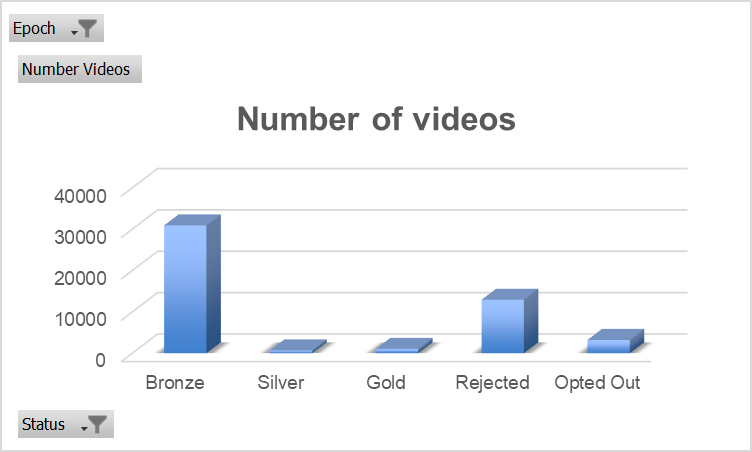 Epoch
Number Videos
Number of videos
40000
30000
20000
10000
0
Bronze Silver Gold Rejected Opted Out
Status